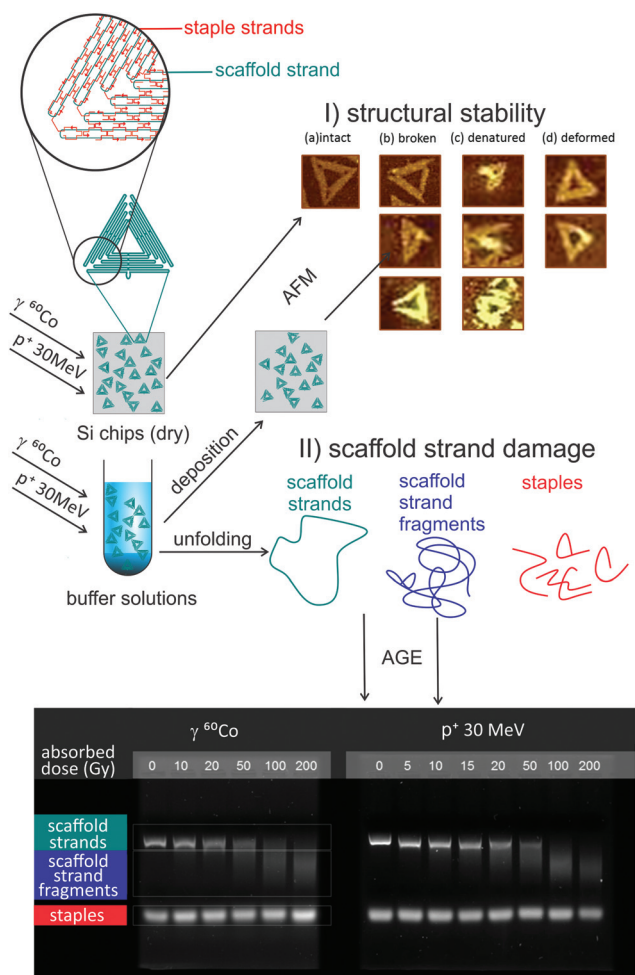 staple strands
scaffold strand
I) structural stability
(a)intact (b) broken (c) denatured (d) deformed
γ ⁶⁰Co
p⁺ 30MeV
AFM
Si chips (dry)
γ ⁶⁰Co
p⁺ 30MeV
deposition
II) scaffold strand damage
scaffold
strands
scaffold
strand
fragments
staples
unfolding
buffer solutions
AGE
γ ⁶⁰Co p⁺ 30 MeV
absorbed
dose (Gy)
0 10 20 50 100 200 0 5 10 15 20 50 100 200
scaffold
strands
scaffold
strand
fragments
staples